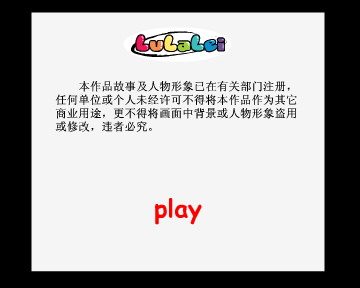 LuLaLei
本作品故事及人物形象已在有关部门注册，
任何单位或个人未经许可不得将本作品作为其它
商业用途，更不得将画面中背景或人物形象盗用
或修改，违者必究。
play